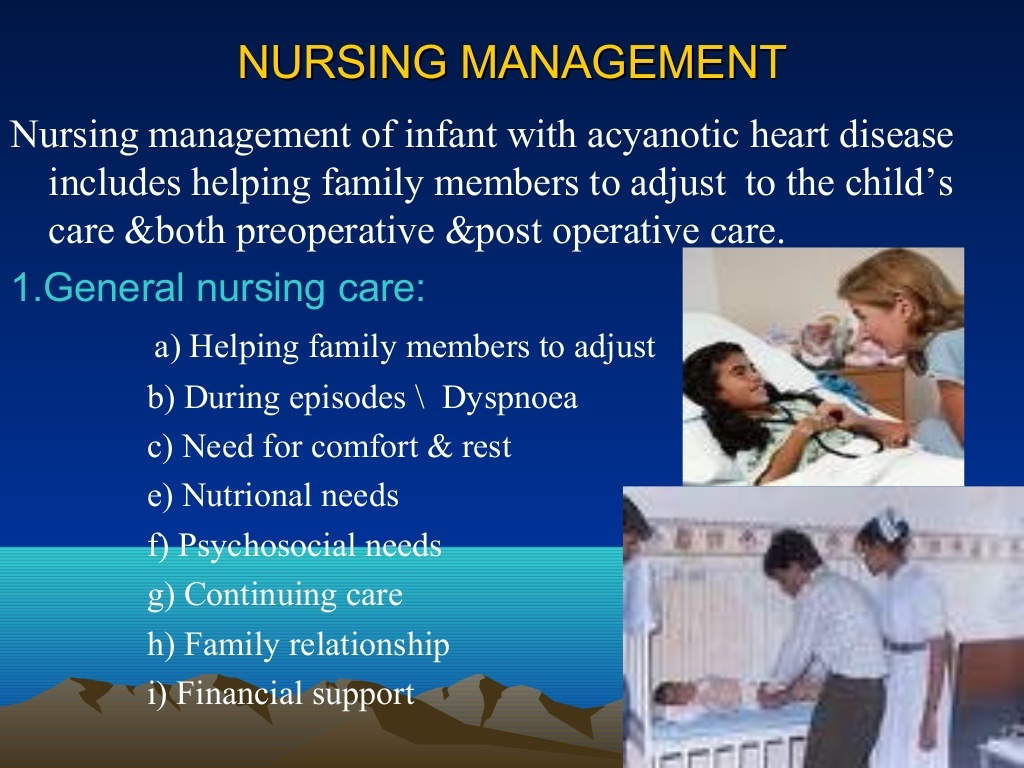 NURSING MANAGEMENT
Nursing management of infant with acyanotic heart disease
includes helping family members to adjust  to the child’s
care &both preoperative &post operative care.
1.General nursing care:
a) Helping family members to adjust
b) During episodes \  Dyspnoea
c) Need for comfort & rest
e) Nutrional needs
f) Psychosocial needs
g) Continuing care
h) Family relationship
i) Financial support